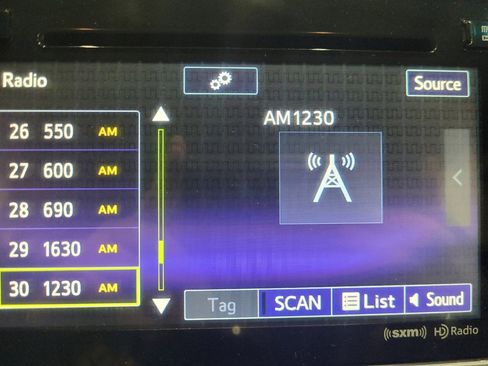 Radio
Source
26 550 AM
27 600 AM
28 690 AM
29 1630 AM
30 1230 AM
AM1230
Tag
SCAN
List
Sound
((sxm)) HD Radio